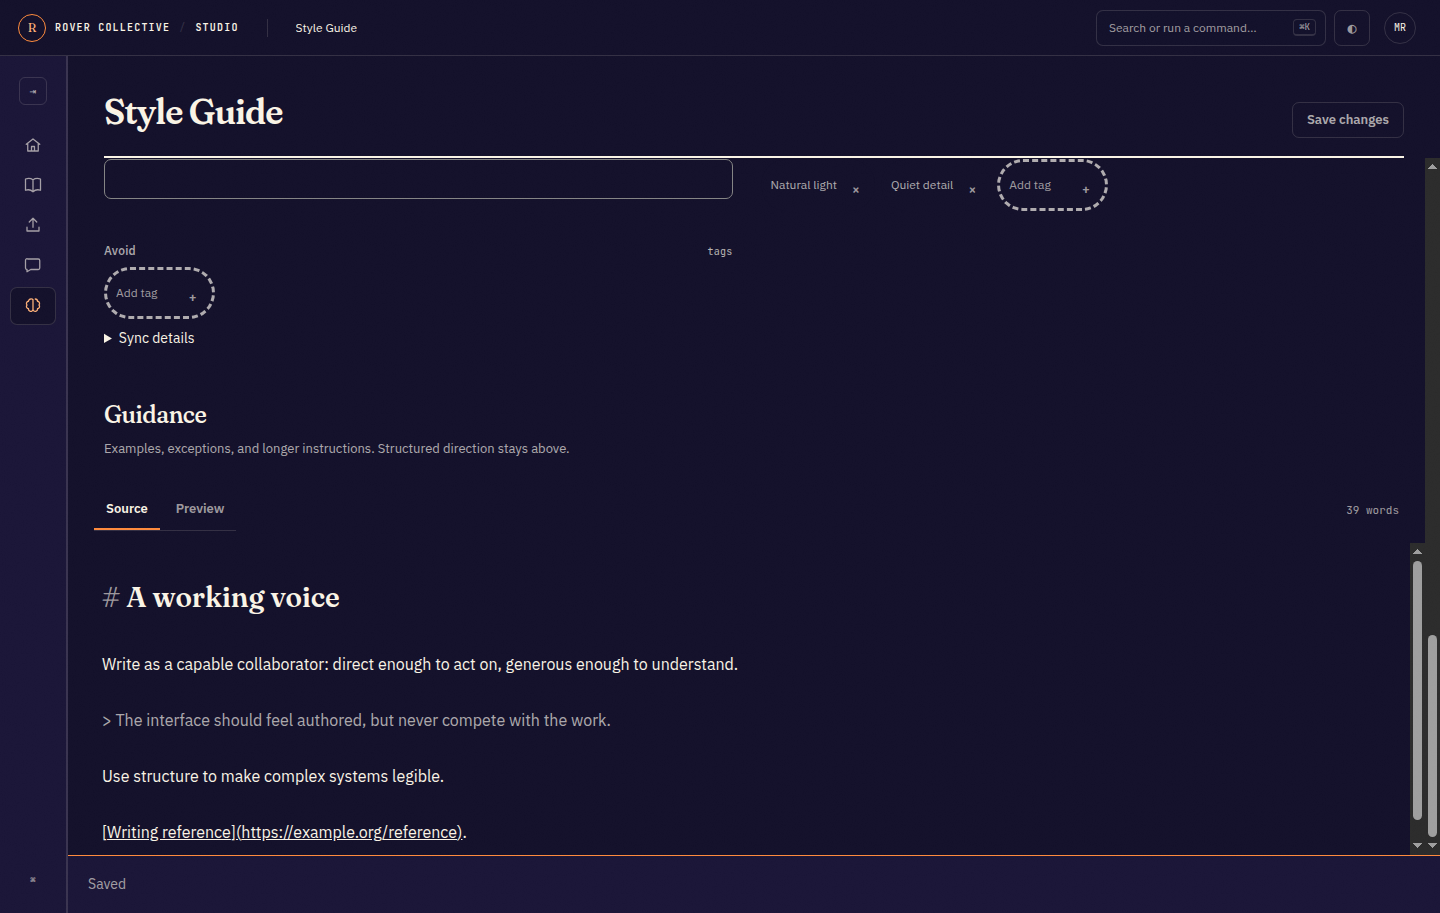 R ROVER COLLECTIVE / STUDIO Style Guide Search or run a command... ⌘K MR
Style Guide
Save changes
Natural light × Quiet detail × Add tag +
Avoid tags
Add tag +
Sync details
Guidance
Examples, exceptions, and longer instructions. Structured direction stays above.
Source Preview 39 words
# A working voice
Write as a capable collaborator: direct enough to act on, generous enough to understand.
> The interface should feel authored, but never compete with the work.
Use structure to make complex systems legible.
[Writing reference](https://example.org/reference).
⌘ Saved